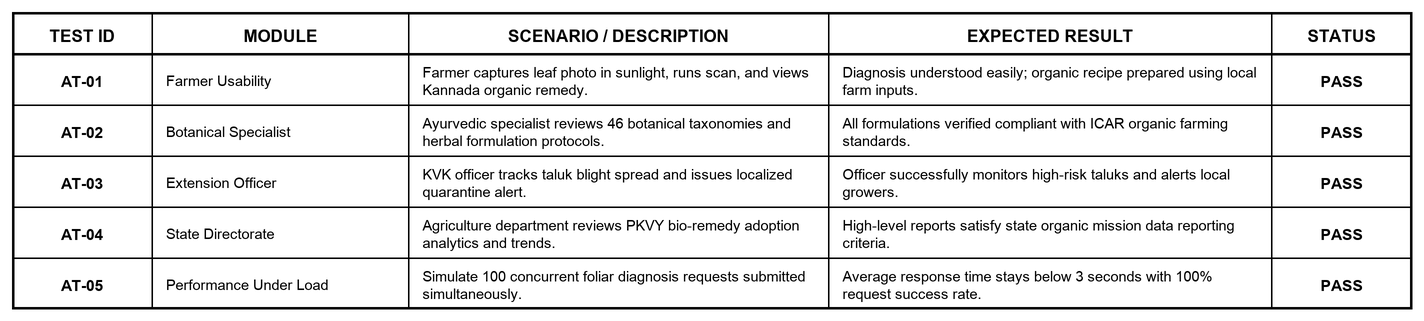 TEST ID MODULE SCENARIO / DESCRIPTION EXPECTED RESULT STATUS
AT-01 Farmer Usability Farmer captures leaf photo in sunlight, runs scan, and views Kannada organic remedy. Diagnosis understood easily; organic recipe prepared using local farm inputs. PASS
AT-02 Botanical Specialist Ayurvedic specialist reviews 46 botanical taxonomies and herbal formulation protocols. All formulations verified compliant with ICAR organic farming standards. PASS
AT-03 Extension Officer KVK officer tracks taluk blight spread and issues localized quarantine alert. Officer successfully monitors high-risk taluks and alerts local growers. PASS
AT-04 State Directorate Agriculture department reviews PKVY bio-remedy adoption analytics and trends. High-level reports satisfy state organic mission data reporting criteria. PASS
AT-05 Performance Under Load Simulate 100 concurrent foliar diagnosis requests submitted simultaneously. Average response time stays below 3 seconds with 100% request success rate. PASS